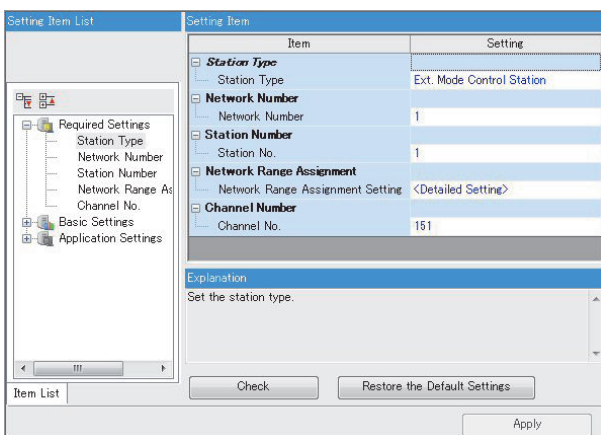 Setting Item List
Setting Item
Item Setting
Station Type
Station Type Ext. Mode Control Station
Network Number
Network Number 1
Station Number
Station No. 1
Network Range Assignment
Network Range Assignment Setting <Detailed Setting>
Channel Number
Channel No. 151
Required Settings
Station Type
Network Number
Station Number
Network Range As
Channel No.
Basic Settings
Application Settings
Item List
Explanation
Set the station type.
Check Restore the Default Settings
Apply